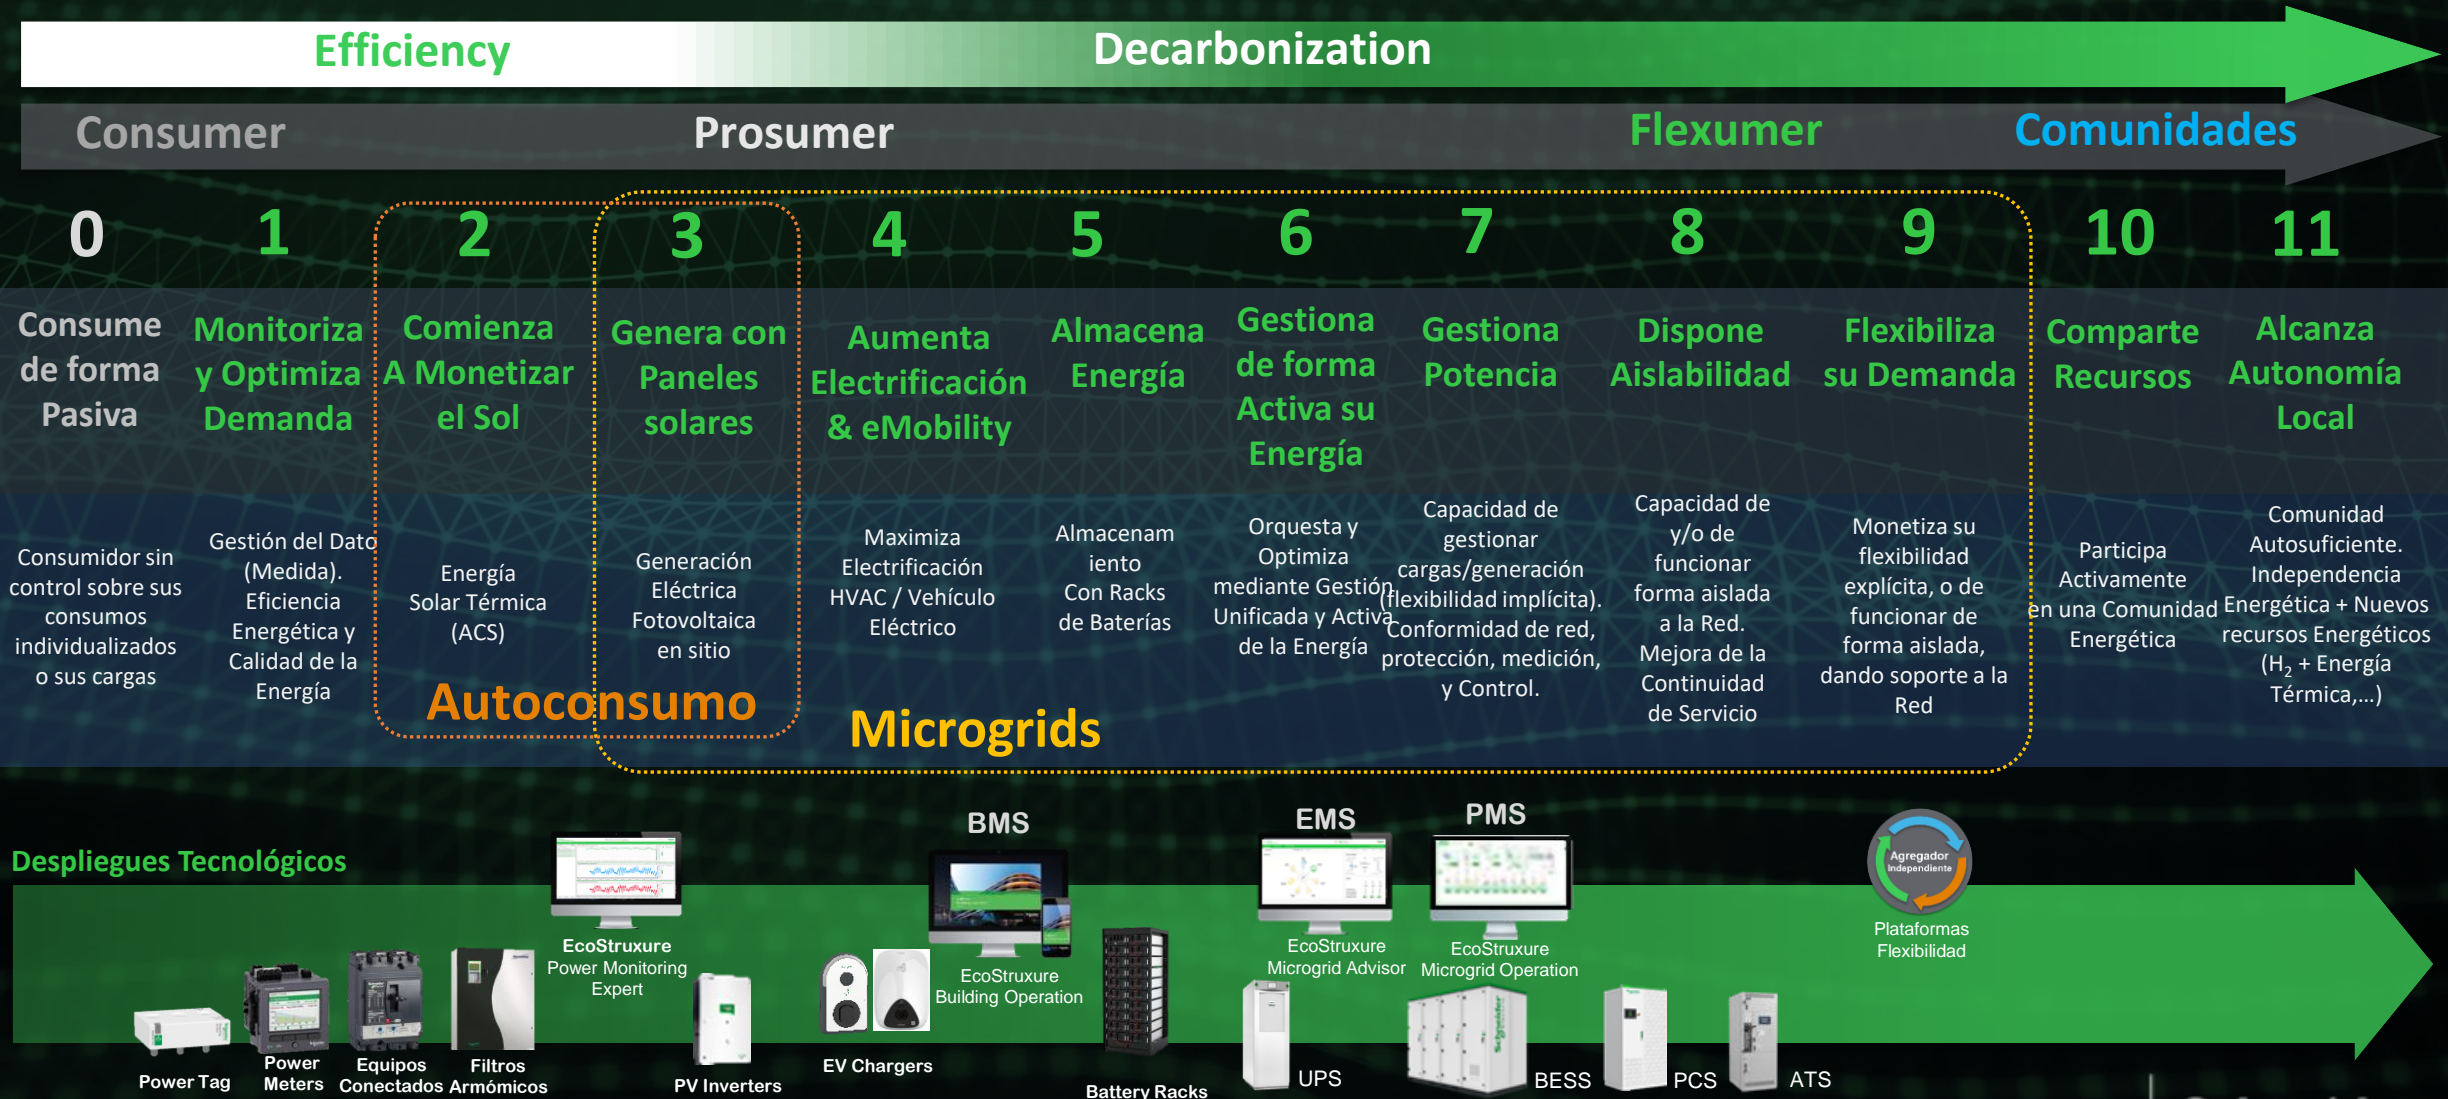 Efficiency
Decarbonization
Consumer
Prosumer
Flexumer
Comunidades
0
1
2
3
4
5
6
7
8
9
10
11
Consume
de forma
Pasiva
Monitoriza
y Optimiza
Demanda
Comienza
A Monetizar
el Sol
Genera con
Paneles
solares
Aumenta
Electrificación
& eMobility
Almacena
Energía
Gestiona
de forma
Activa su
Energía
Gestiona
Potencia
Dispone
Aislabilidad
Flexibiliza
su Demanda
Comparte
Recursos
Alcanza
Autonomía
Local
Consumidor sin
control sobre sus
consumos
individualizados
o sus cargas
Gestión del Dato
(Medida).
Eficiencia
Energética y
Calidad de la
Energía
Energía
Solar Térmica
(ACS)
Generación
Eléctrica
Fotovoltaica
en sitio
Maximiza
Electrificación
HVAC / Vehículo
Eléctrico
Almacenam
iento
Con Racks
de Baterías
Orquesta y
Optimiza
mediante Gestión
Unificada y Activa
de la Energía
Capacidad de
gestionar
cargas/generación
(flexibilidad implícita).
Conformidad de red,
protección, medición,
y Control.
Capacidad de
y/o de
funcionar
forma aislada
a la Red.
Mejora de la
Continuidad
de Servicio
Monetiza su
flexibilidad
explícita, o de
funcionar de
forma aislada,
dando soporte a la
Red
Participa
Activamente
en una Comunidad
Energética
Comunidad
Autosuficiente.
Independencia
Energética + Nuevos
recursos Energéticos
(H₂ + Energía
Térmica,...)
Autoconsumo
Microgrids
Despliegues Tecnológicos
BMS
EMS
PMS
Agregador
Independiente
Plataformas
Flexibilidad
EcoStruxure
Power Monitoring
Expert
EcoStruxure
Building Operation
EcoStruxure
Microgrid Advisor
EcoStruxure
Microgrid Operation
Schneider
Power Tag
Power
Meters
Equipos
Conectados
Filtros
Armómicos
PV Inverters
EV Chargers
Battery Racks
UPS
BESS
PCS
ATS